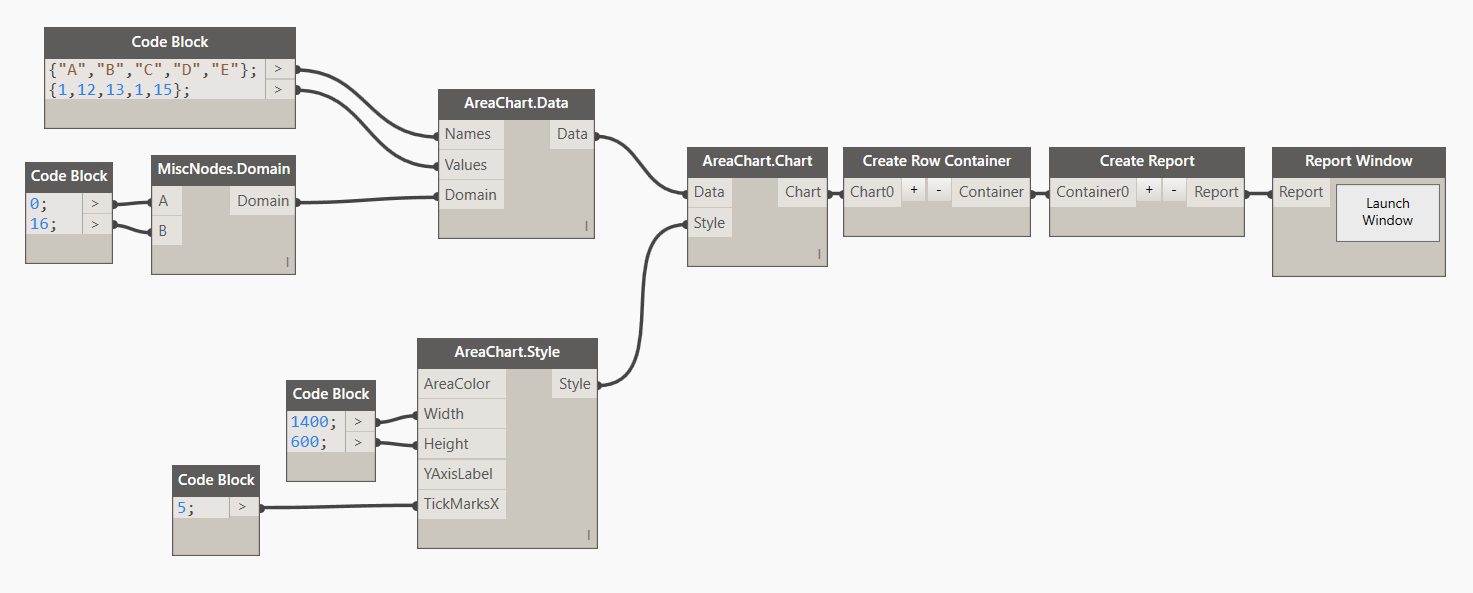 Code Block
{"A","B","C","D","E"}; >
{1,12,13,1,15}; >
Code Block
0; >
16; >
MiscNodes.Domain
A Domain
B
l
AreaChart.Data
Names Data
Values
Domain
l
AreaChart.Chart
Data Chart
Style
l
Create Row Container
Chart0 + - Container
Create Report
Container0 + - Report
Report Window
Report
Launch
Window
Code Block
1400; >
600; >
Code Block
5; >
AreaChart.Style
AreaColor Style
Width
Height
YAxisLabel
TickMarksX
l